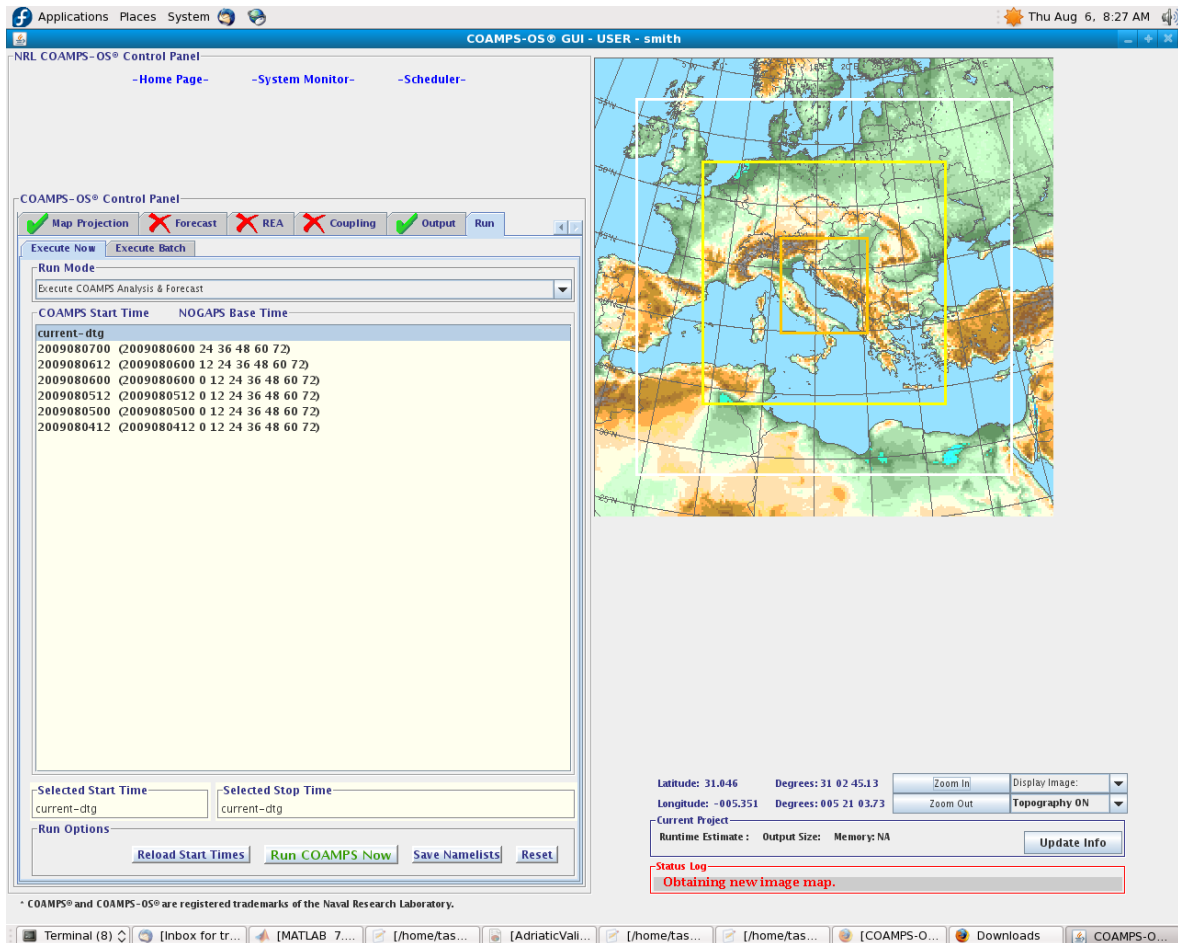 Applications Places System Thu Aug 6, 8:27 AM
COAMPS-OS® GUI - USER - smith
NRL COAMPS-OS® Control Panel
-Home Page- -System Monitor- -Scheduler-
COAMPS-OS® Control Panel
Map Projection Forecast REA Coupling Output Run
Execute Now Execute Batch
Run Mode
Execute COAMPS Analysis & Forecast
COAMPS Start Time NOGAPS Base Time
current-dtg
2009080700 (2009080600 24 36 48 60 72)
2009080612 (2009080600 12 24 36 48 60 72)
2009080600 (2009080600 0 12 24 36 48 60 72)
2009080512 (2009080512 0 12 24 36 48 60 72)
2009080500 (2009080500 0 12 24 36 48 60 72)
2009080412 (2009080412 0 12 24 36 48 60 72)
Selected Start Time
current-dtg
Selected Stop Time
current-dtg
Run Options
Reload Start Times Run COAMPS Now Save Namelists Reset
* COAMPS® and COAMPS-OS® are registered trademarks of the Naval Research Laboratory.
Latitude: 31.046 Degrees: 31 02 45.13 Zoom In Display Image:
Longitude: -005.351 Degrees: 005 21 03.73 Zoom Out Topography ON
Current Project
Runtime Estimate : Output Size: Memory: NA Update Info
Status Log
Obtaining new image map.
Terminal (8) [Inbox for tr... [MATLAB 7.... [/home/tas... [AdriaticVali... [/home/tas... [/home/tas... [COAMPS-O... Downloads COAMPS-O...